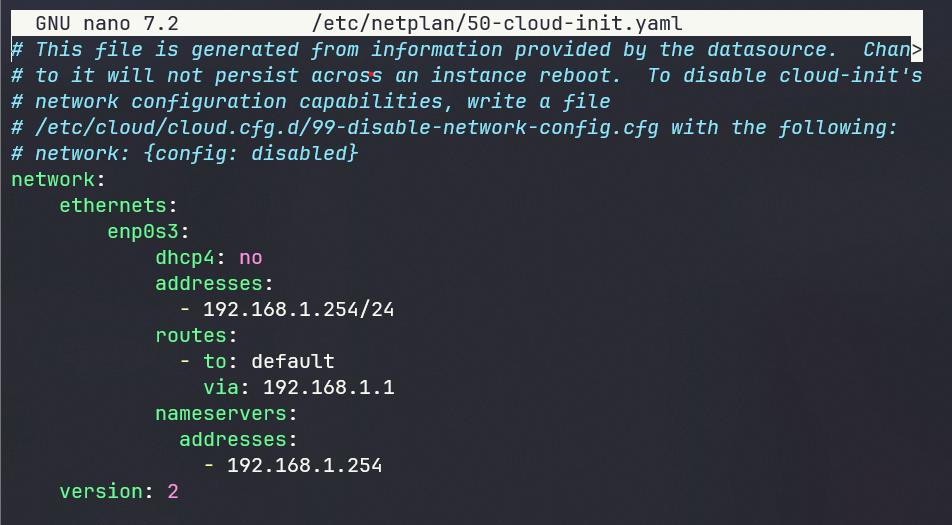 GNU nano 7.2 /etc/netplan/50-cloud-init.yaml
# This file is generated from information provided by the datasource.  Chan>
# to it will not persist across an instance reboot.  To disable cloud-init's
# network configuration capabilities, write a file
# /etc/cloud/cloud.cfg.d/99-disable-network-config.cfg with the following:
# network: {config: disabled}
network:
    ethernets:
        enp0s3:
            dhcp4: no
            addresses:
              - 192.168.1.254/24
            routes:
              - to: default
                via: 192.168.1.1
            nameservers:
              addresses:
                - 192.168.1.254
    version: 2